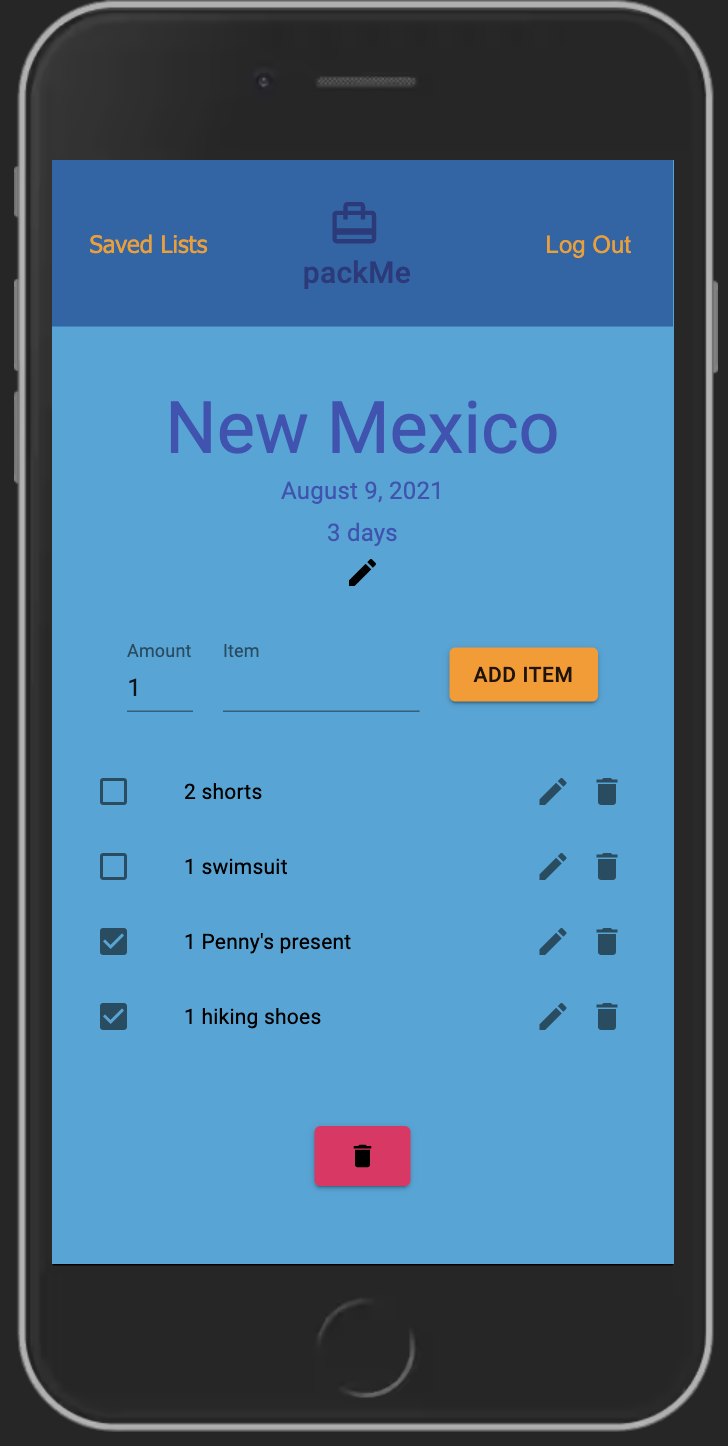 Saved Lists
packMe
Log Out
New Mexico
August 9, 2021
3 days
Amount
Item
1
ADD ITEM
2 shorts
1 swimsuit
1 Penny's present
1 hiking shoes